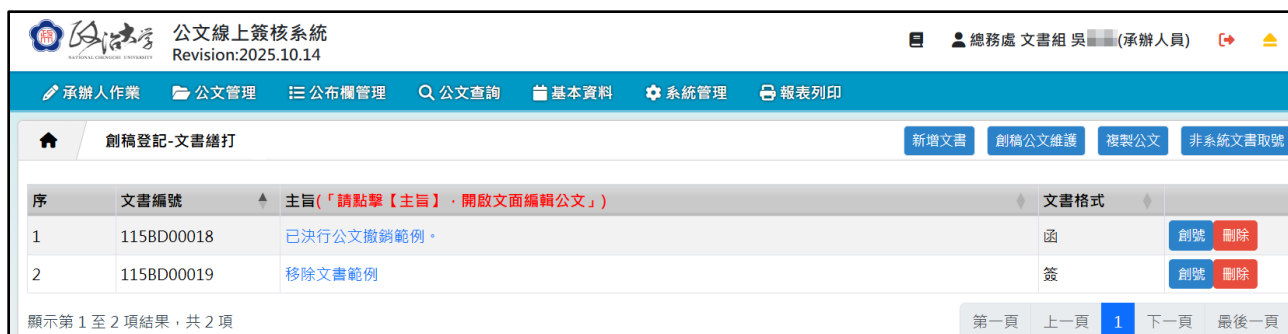 政治大学
NATIONAL CHENGCHI UNIVERSITY
公文線上簽核系統
Revision:2025.10.14
總務處 文書組 吳 (承辦人員)
承辦人作業 公文管理 公布欄管理 公文查詢 基本資料 系統管理 報表列印
創稿登記-文書繕打 新增文書 創稿公文維護 複製公文 非系統文書取號
序 文書編號 主旨(「請點擊【主旨】,開啟文面編輯公文」) 文書格式
1 115BD00018 已決行公文撤銷範例。 函 創號 刪除
2 115BD00019 移除文書範例 簽 創號 刪除
顯示第 1 至 2 項結果,共 2 項 第一頁 上一頁 1 下一頁 最後一頁